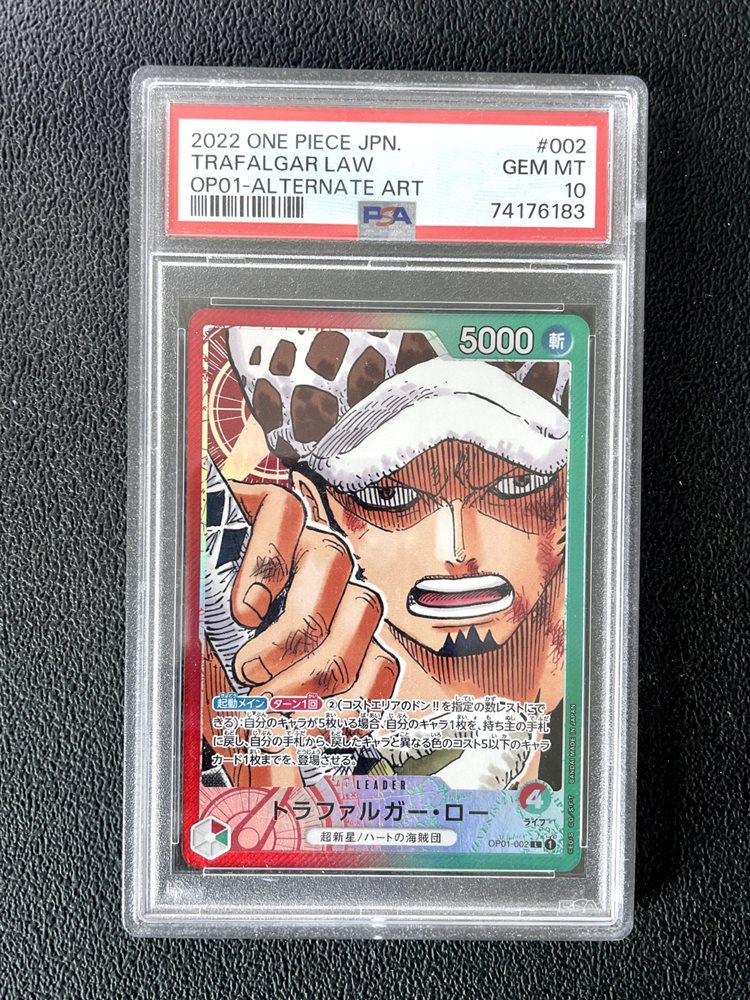 2022 ONE PIECE JPN. #002
TRAFALGAR LAW GEM MT
OP01-ALTERNATE ART 10
PSA 74176183
5000 斬
起動メイン ターン1回 ②(コストエリアのドン!!を指定の数レストにで
きる):自分のキャラが5枚いる場合、自分のキャラ1枚を、持ち主の手札
に戻し、自分の手札から、戻したキャラと異なる色のコスト5以下のキャラ
カード1枚までを、登場させる。
LEADER
トラファルガー・ロー
4
ライフ
超新星/ハートの海賊団
OP01-002 L 1
BANDAI MADE IN JAPAN
PSA